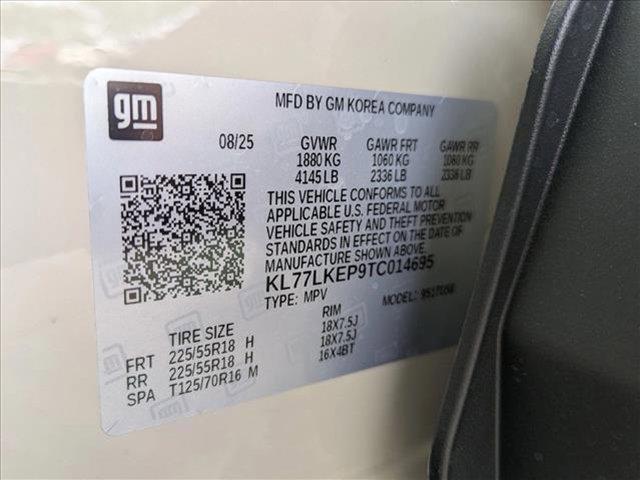 gm
MFD BY GM KOREA COMPANY
08/25 GVWR GAWR FRT GAWR RR
1880 KG 1060 KG 1060 KG
4145 LB 2336 LB 2336 LB
THIS VEHICLE CONFORMS TO ALL
APPLICABLE U.S. FEDERAL MOTOR
VEHICLE SAFETY AND THEFT PREVENTION
STANDARDS IN EFFECT ON THE DATE OF
MANUFACTURE SHOWN ABOVE.
KL77LKEP9TC014695
TYPE: MPV MODEL:
TIRE SIZE RIM
FRT 225/55R18 H 18X7.5J
RR 225/55R18 H 18X7.5J
SPA T125/70R16 M 16X4BT